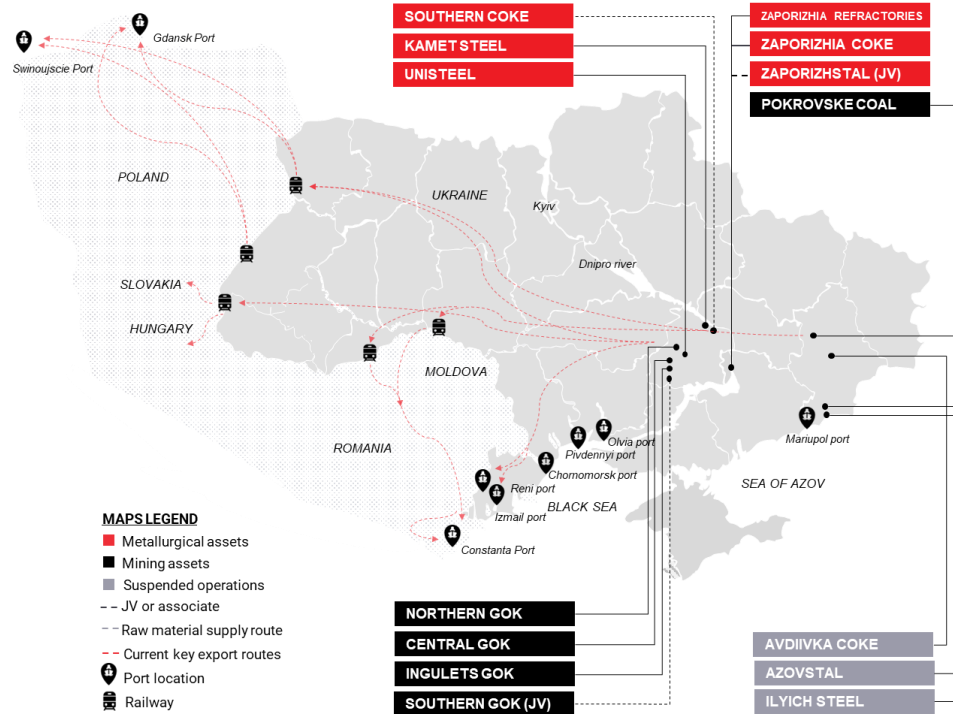 SOUTHERN COKE
KAMET STEEL
UNISTEEL
ZAPORIZHIA REFRACTORIES
ZAPORIZHIA COKE
ZAPORIZHSTAL (JV)
POKROVSKE COAL
Gdansk Port
Swinoujscie Port
POLAND
UKRAINE
Kyiv
Dnipro river
SLOVAKIA
HUNGARY
MOLDOVA
ROMANIA
Olvia port
Pivdennyi port
Chornomorsk port
Reni port
Izmail port
BLACK SEA
Mariupol port
SEA OF AZOV
Constanta Port
MAPS LEGEND
Metallurgical assets
Mining assets
Suspended operations
JV or associate
Raw material supply route
Current key export routes
Port location
Railway
NORTHERN GOK
CENTRAL GOK
INGULETS GOK
SOUTHERN GOK (JV)
AVDIIVKA COKE
AZOVSTAL
ILYICH STEEL